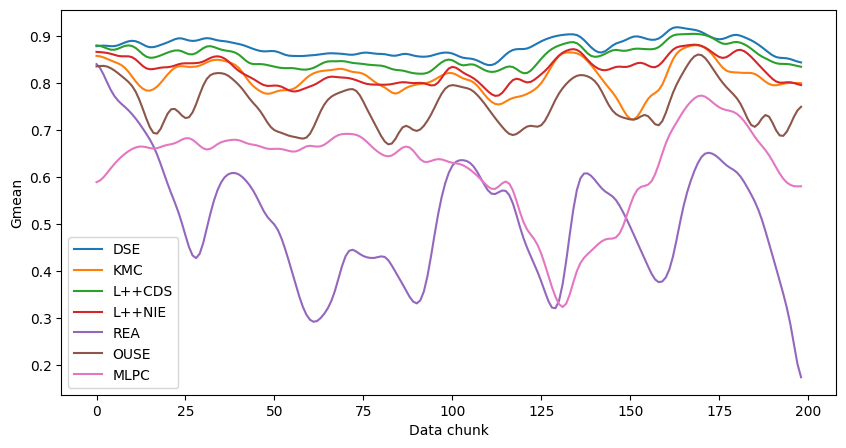 Gmean
0.9
0.8
0.7
0.6
0.5
0.4
0.3
0.2
DSE
KMC
L++CDS
L++NIE
REA
OUSE
MLPC
0 25 50 75 100 125 150 175 200
Data chunk